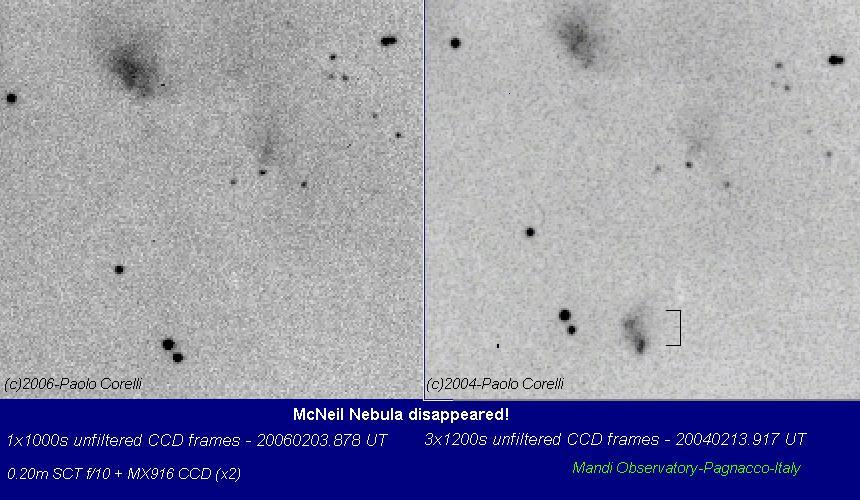 (c)2006-Paolo Corelli
(c)2004-Paolo Corelli
McNeil Nebula disappeared!
1x1000s unfiltered CCD frames - 20060203.878 UT
3x1200s unfiltered CCD frames - 20040213.917 UT
0.20m SCT f/10 + MX916 CCD (x2)
Mandi Observatory-Pagnacco-Italy